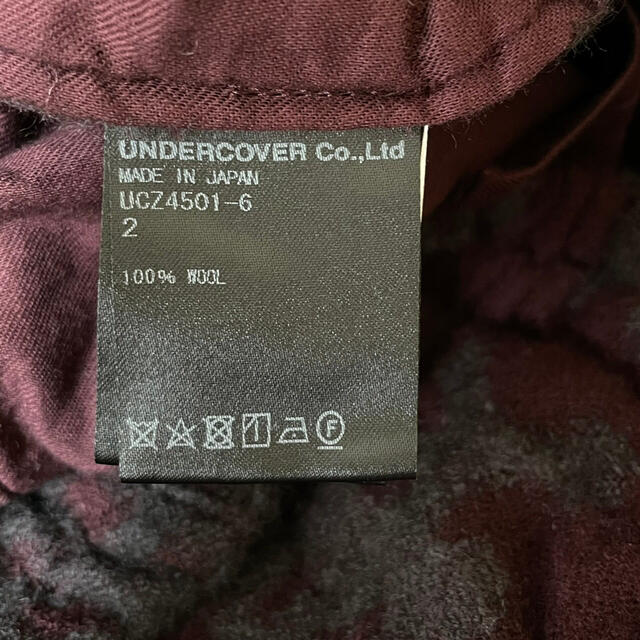 UNDERCOVER Co.,Ltd
MADE IN JAPAN
UCZ4501-6
2
100% WOOL
F